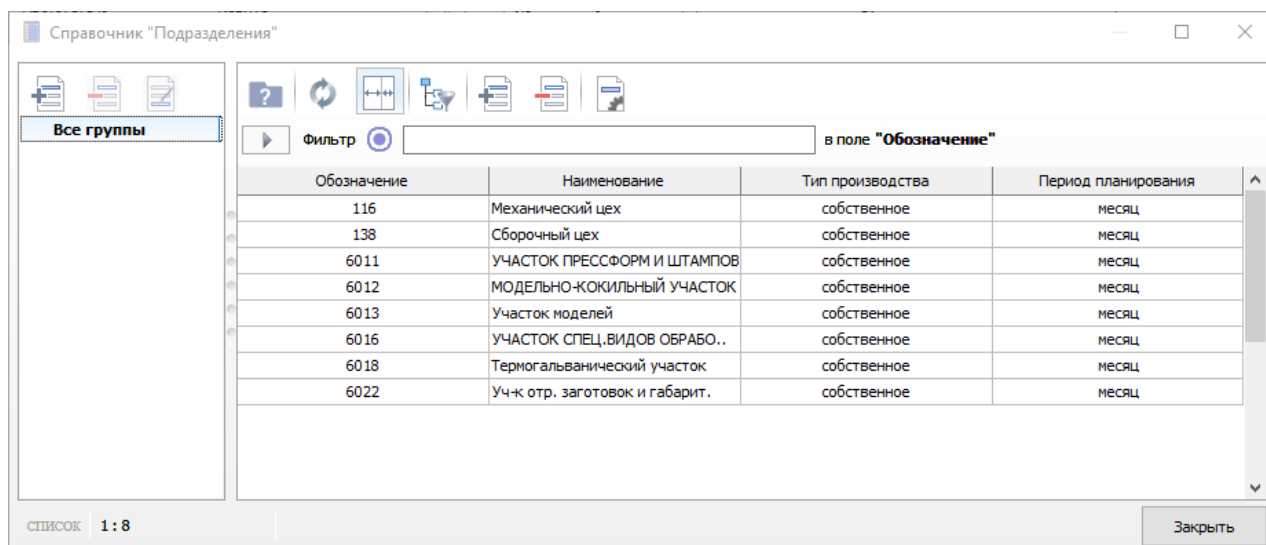 Справочник "Подразделения"
Все группы
Фильтр в поле "Обозначение"
Обозначение Наименование Тип производства Период планирования
116 Механический цех собственное месяц
138 Сборочный цех собственное месяц
6011 УЧАСТОК ПРЕССФОРМ И ШТАМПОВ собственное месяц
6012 МОДЕЛЬНО-КОКИЛЬНЫЙ УЧАСТОК собственное месяц
6013 Участок моделей собственное месяц
6016 УЧАСТОК СПЕЦ.ВИДОВ ОБРАБО.. собственное месяц
6018 Термогальванический участок собственное месяц
6022 Уч-к отр. заготовок и габарит. собственное месяц
список 1:8
Закрыть